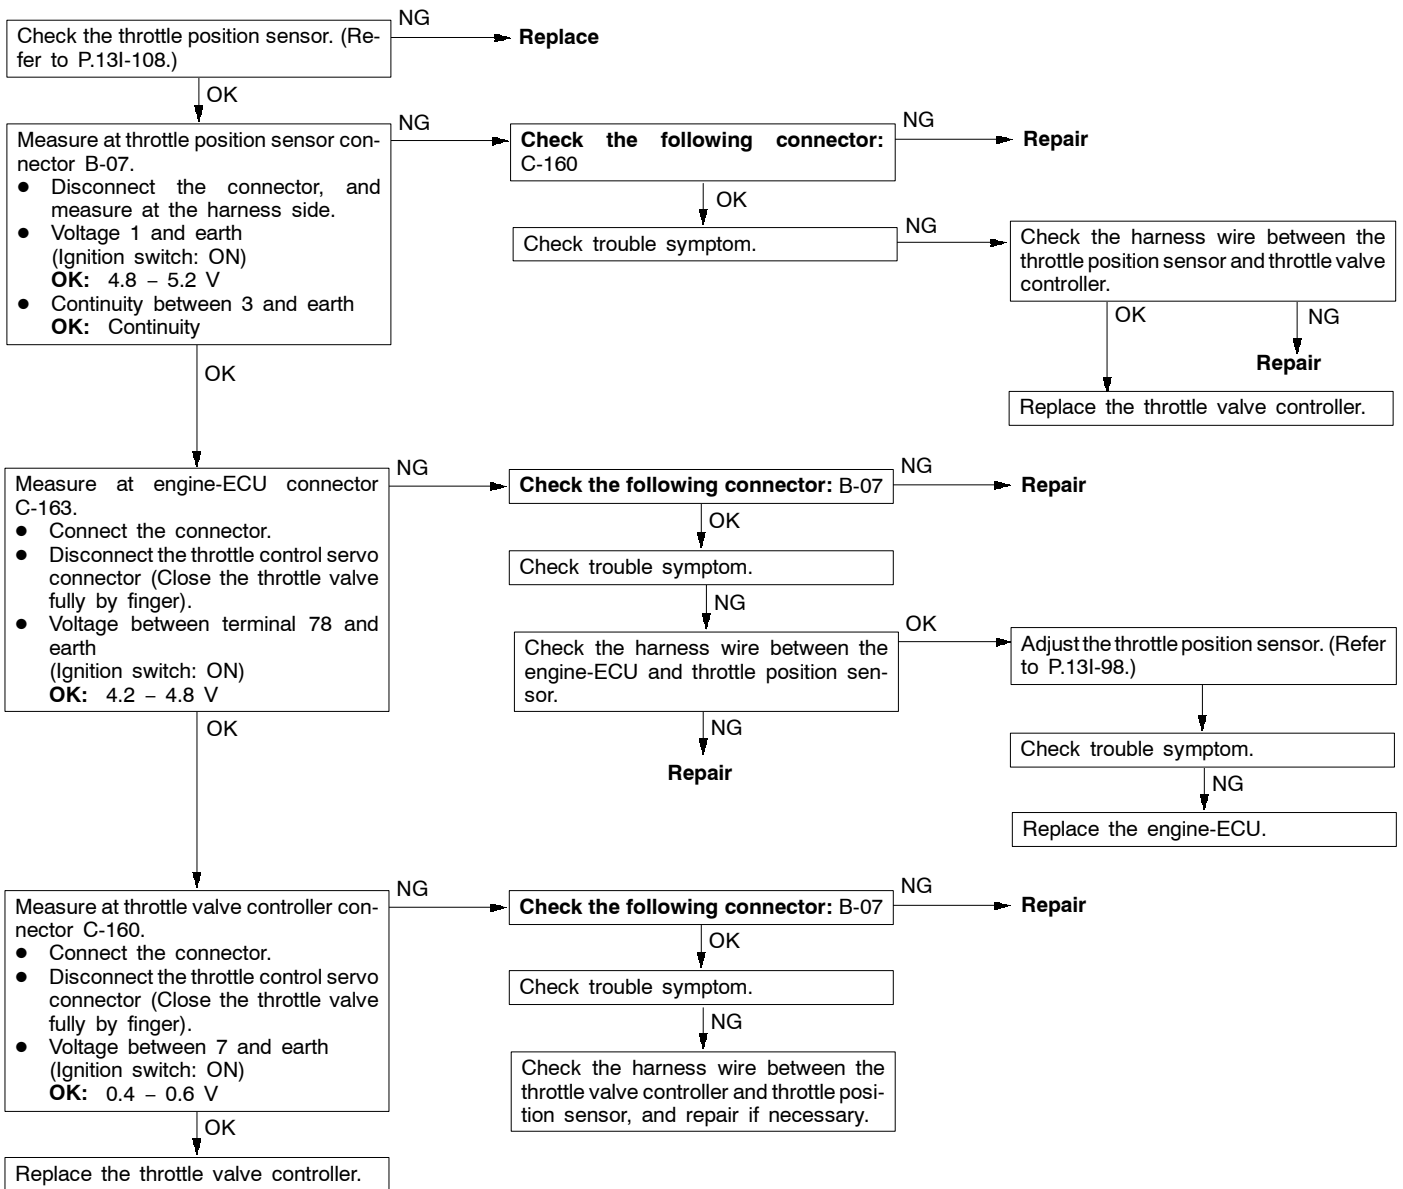 Check the throttle position sensor. (Re-
fer to P.13I-108.)
NG
Replace
OK
Measure at throttle position sensor con-
nector B-07.
● Disconnect the connector, and
measure at the harness side.
● Voltage 1 and earth
(Ignition switch: ON)
OK: 4.8 – 5.2 V
● Continuity between 3 and earth
OK: Continuity
NG
Check the following connector:
C-160
NG
Repair
OK
Check trouble symptom.
NG
Check the harness wire between the
throttle position sensor and throttle valve
controller.
OK
NG
Repair
Replace the throttle valve controller.
OK
Measure at engine-ECU connector
C-163.
● Connect the connector.
● Disconnect the throttle control servo
connector (Close the throttle valve
fully by finger).
● Voltage between terminal 78 and
earth
(Ignition switch: ON)
OK: 4.2 – 4.8 V
NG
Check the following connector: B-07
NG
Repair
OK
Check trouble symptom.
NG
Check the harness wire between the
engine-ECU and throttle position sen-
sor.
OK
Adjust the throttle position sensor. (Refer
to P.13I-98.)
Check trouble symptom.
NG
Replace the engine-ECU.
NG
Repair
OK
Measure at throttle valve controller con-
nector C-160.
● Connect the connector.
● Disconnect the throttle control servo
connector (Close the throttle valve
fully by finger).
● Voltage between 7 and earth
(Ignition switch: ON)
OK: 0.4 – 0.6 V
NG
Check the following connector: B-07
NG
Repair
OK
Check trouble symptom.
NG
Check the harness wire between the
throttle valve controller and throttle posi-
tion sensor, and repair if necessary.
OK
Replace the throttle valve controller.